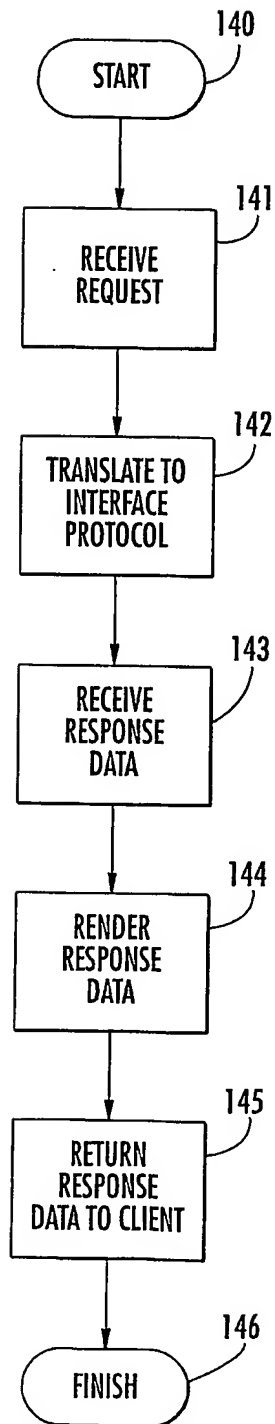 140
START
141
RECEIVE
REQUEST
142
TRANSLATE TO
INTERFACE
PROTOCOL
143
RECEIVE
RESPONSE
DATA
144
RENDER
RESPONSE
DATA
145
RETURN
RESPONSE
DATA TO CLIENT
146
FINISH